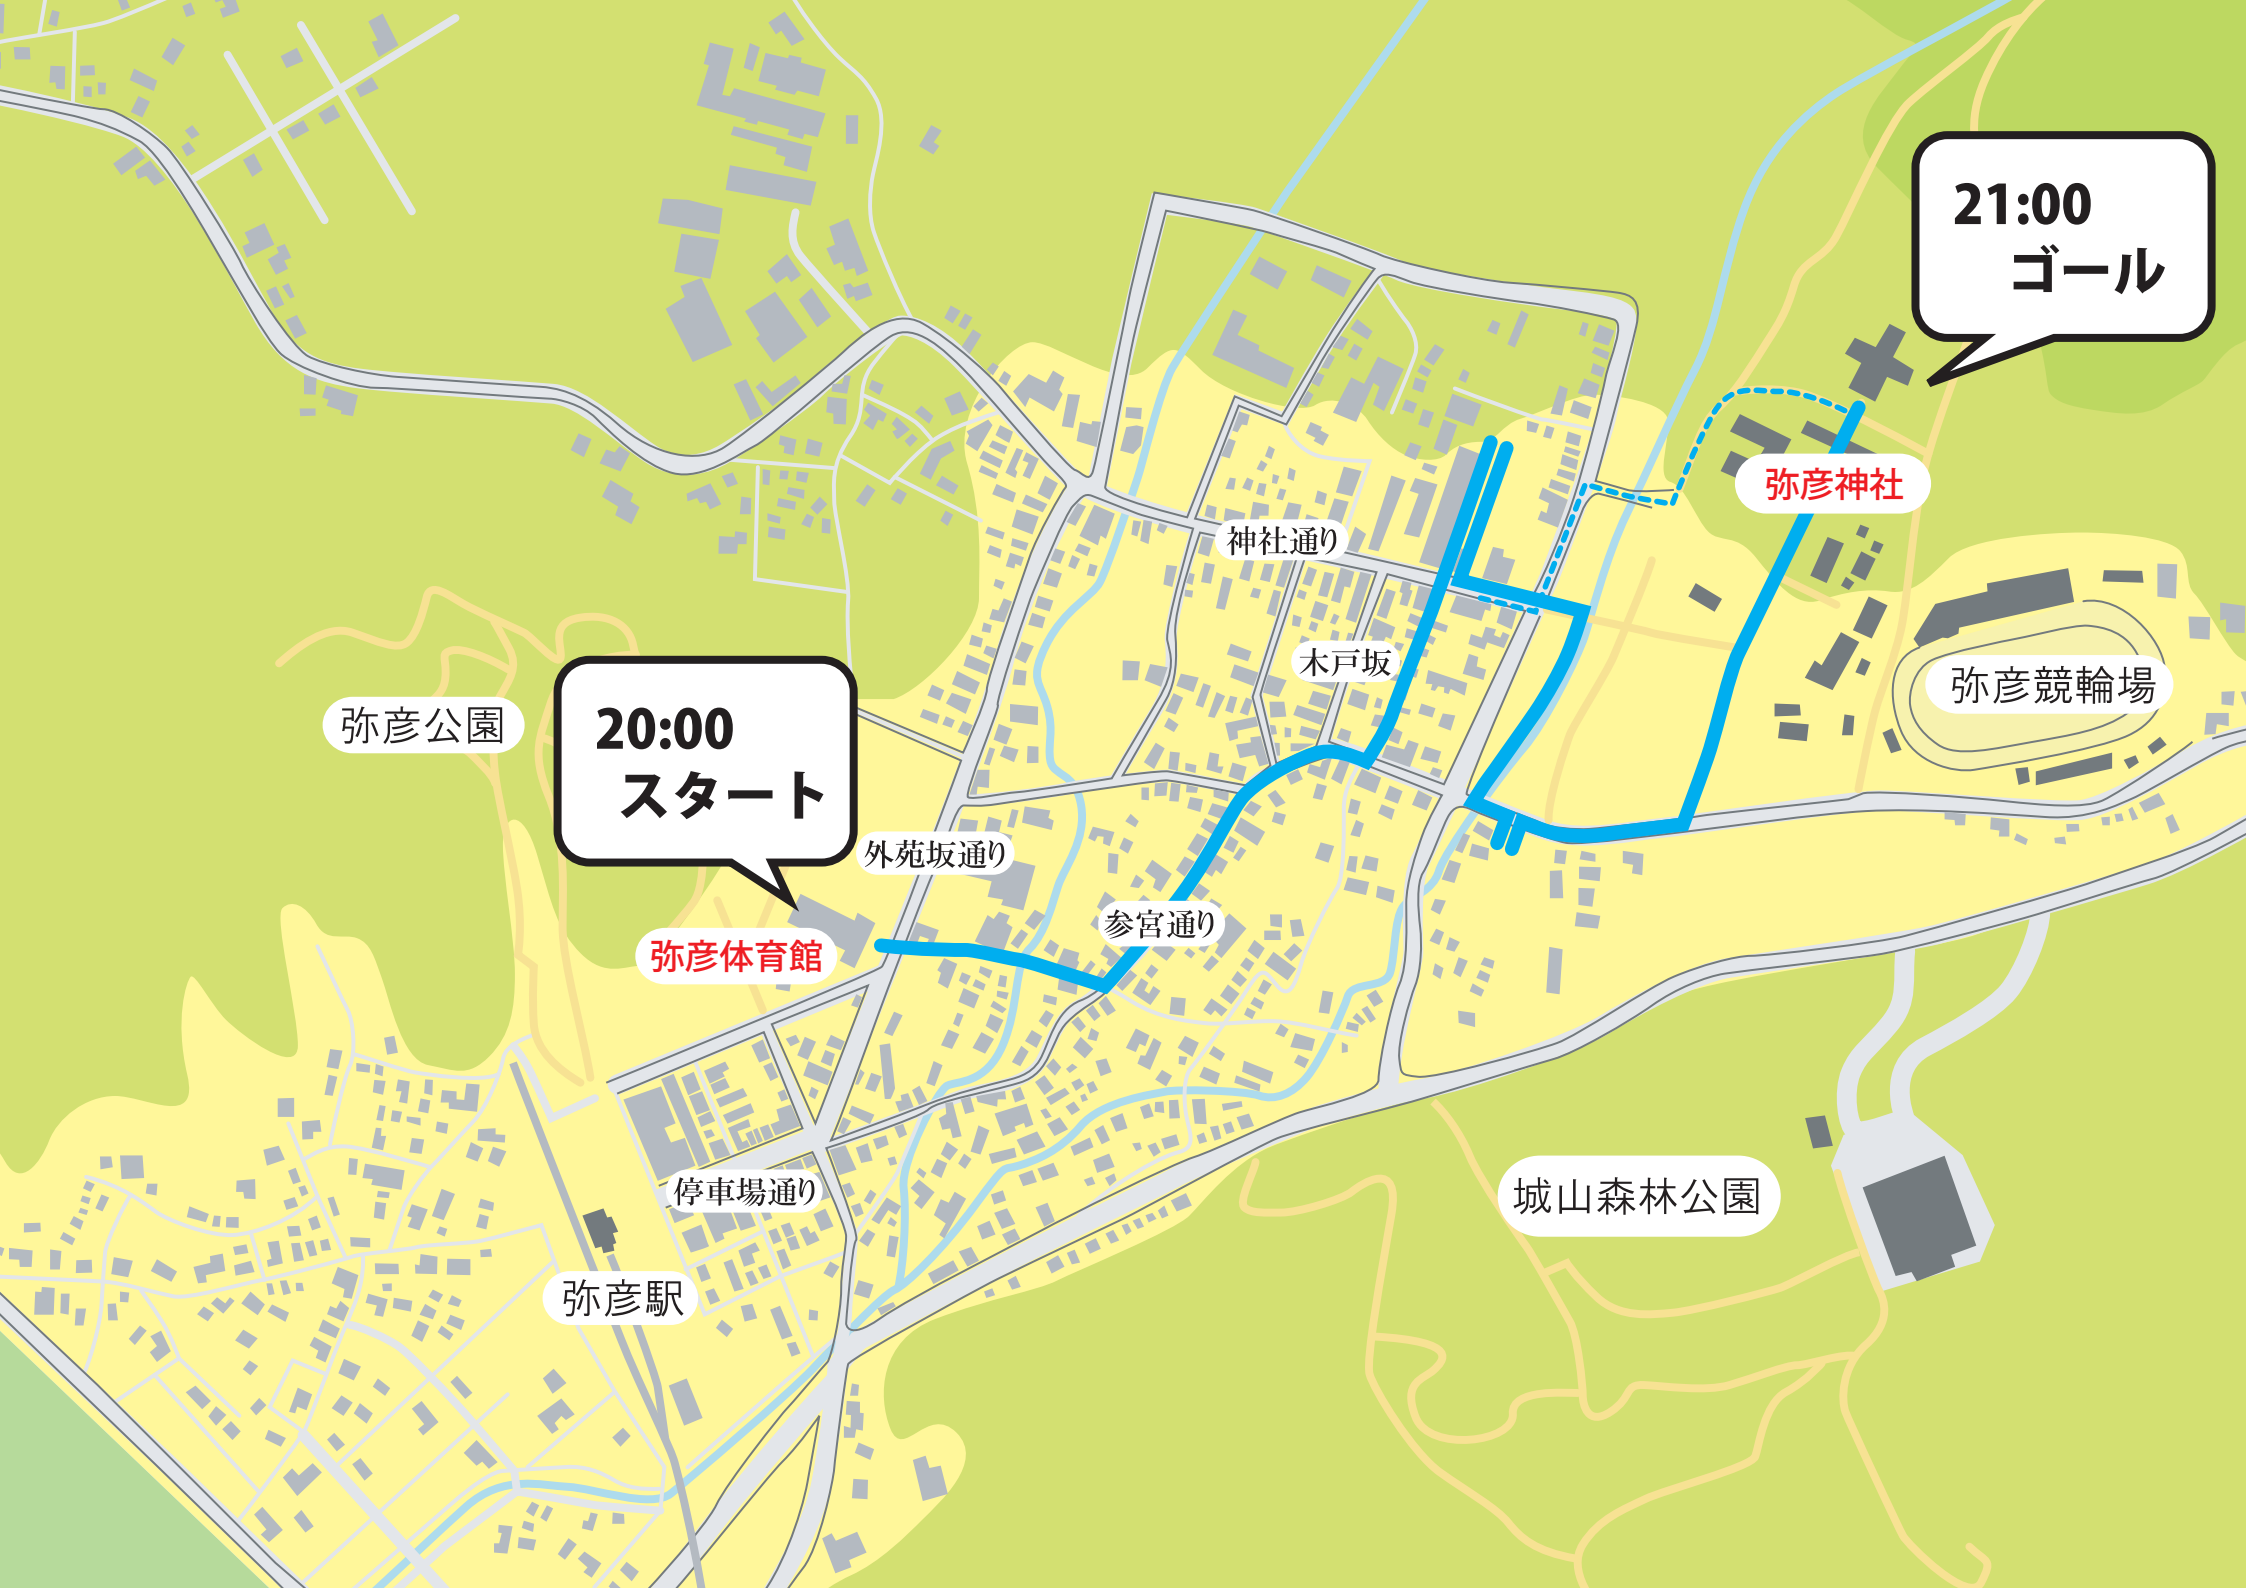 21:00
ゴール
弥彦神社
神社通り
木戸坂
弥彦競輪場
弥彦公園
20:00
スタート
外苑坂通り
参宮通り
弥彦体育館
停車場通り
城山森林公園
弥彦駅